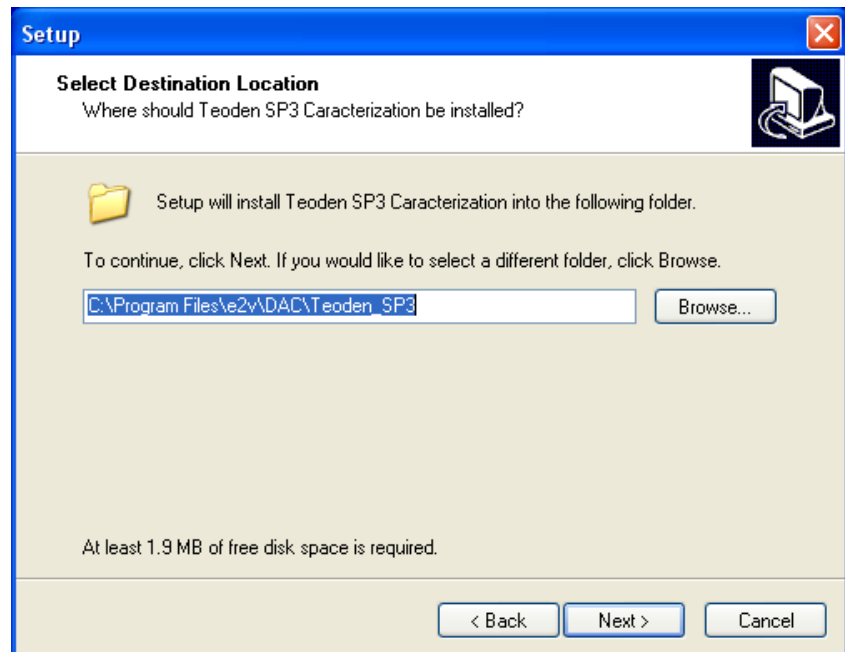 Setup
Select Destination Location
Where should Teoden SP3 Caracterization be installed?
Setup will install Teoden SP3 Caracterization into the following folder.
To continue, click Next. If you would like to select a different folder, click Browse.
C:\Program Files\e2v\DAC\Teoden_SP3
Browse...
At least 1.9 MB of free disk space is required.
< Back
Next >
Cancel